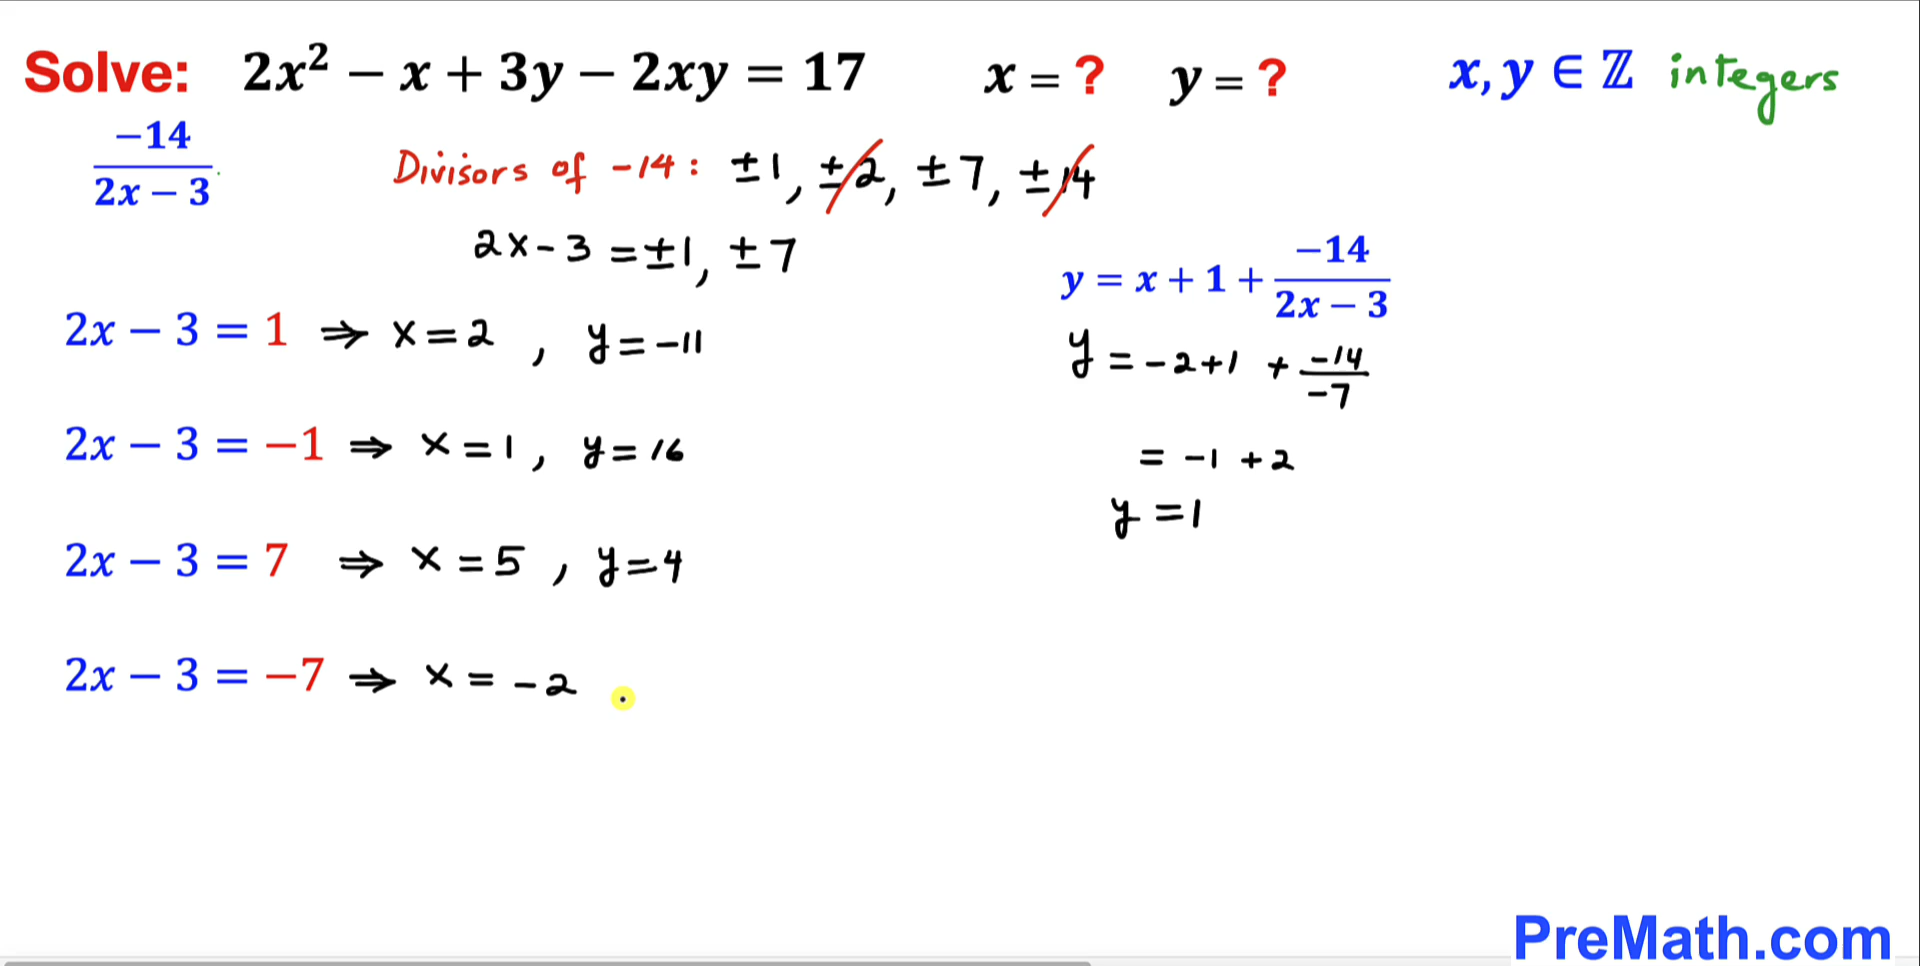 Solve: 2x² − x + 3y − 2xy = 17 x = ? y = ? x, y ∈ ℤ integers
−14
2x − 3
Divisors of −14 : ±1, ±2, ±7, ±14
2x − 3 = ±1, ±7
y = x + 1 + −14
2x − 3
2x − 3 = 1 ⇒ x = 2 , y = −11
y = −2+1 + −14
−7
2x − 3 = −1 ⇒ x = 1 , y = 16
= −1 + 2
y = 1
2x − 3 = 7 ⇒ x = 5 , y = 4
2x − 3 = −7 ⇒ x = −2
PreMath.com